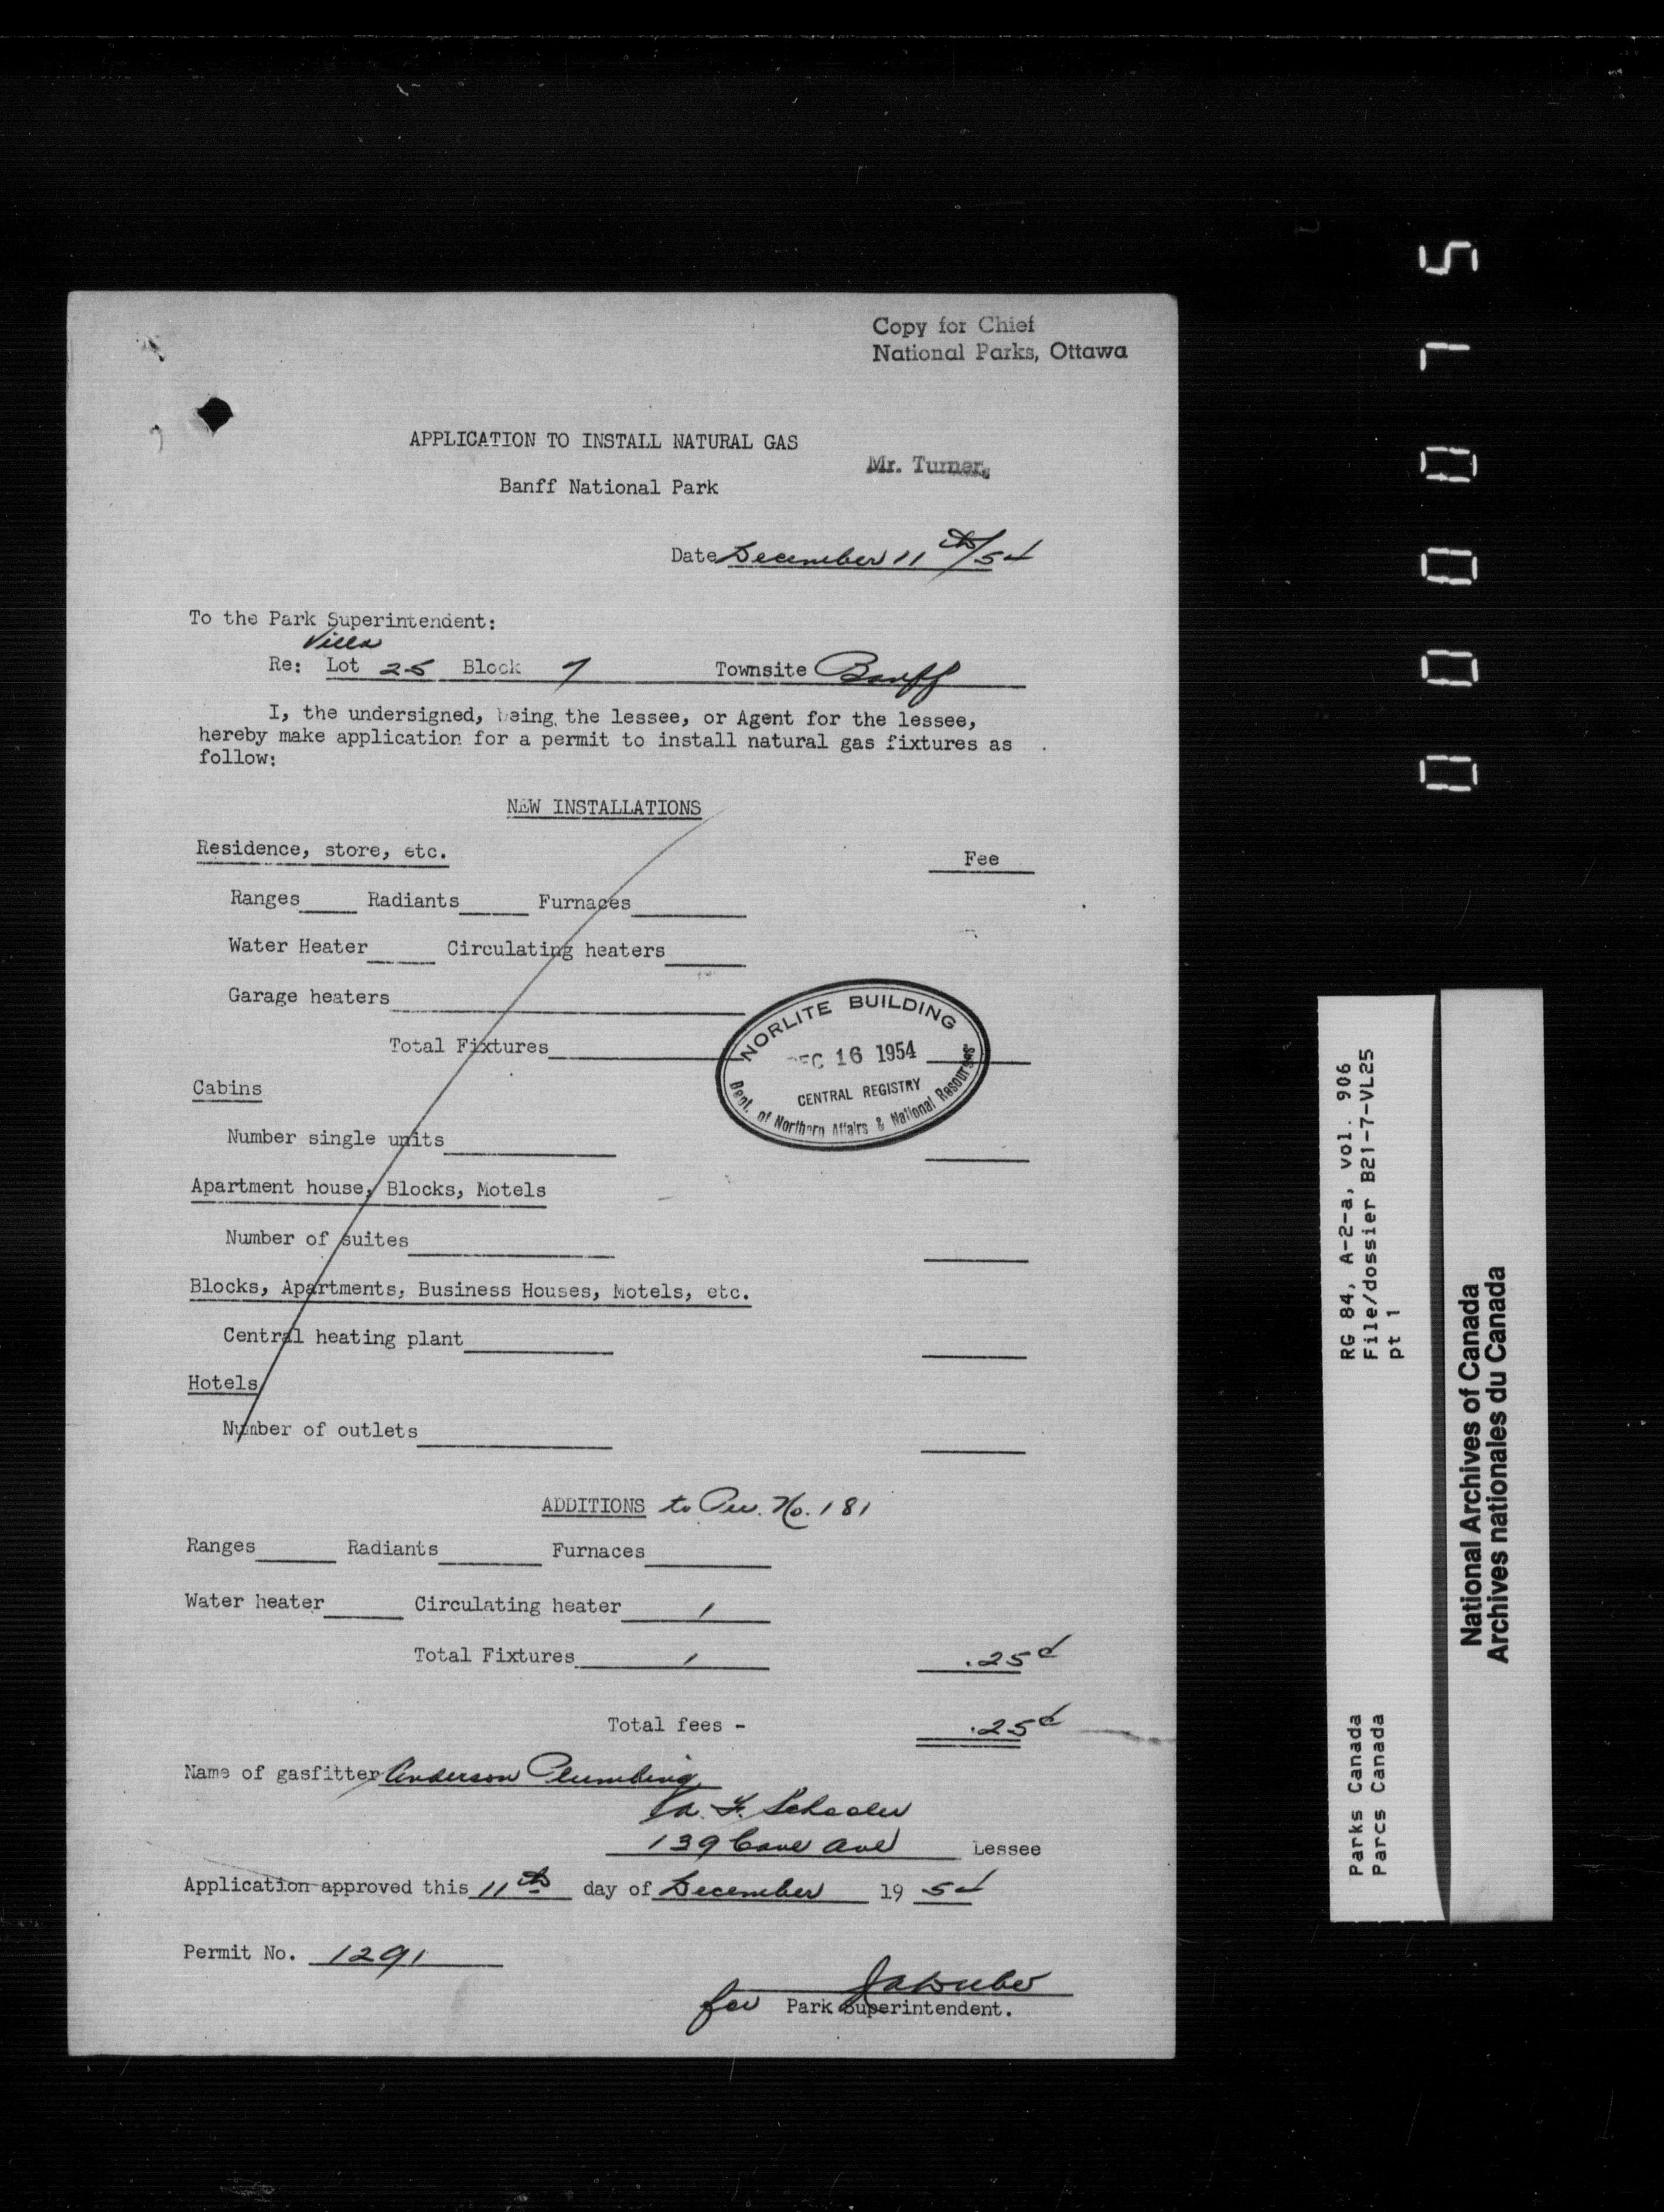 Copy for Chief
National Parks, Ottawa
APPLICATION TO INSTALL NATURAL GAS
Mr. Turner,
Banff National Park
Date December 11th/54
To the Park Superintendent:
Villa
Re: Lot 25 Block 7 Townsite Banff
I, the undersigned, being the lessee, or Agent for the lessee,
hereby make application for a permit to install natural gas fixtures as
follow:
NEW INSTALLATIONS
Residence, store, etc. Fee
Ranges Radiants Furnaces
Water Heater Circulating heaters
Garage heaters
Total Fixtures
NORLITE BUILDING
DEC 16 1954
CENTRAL REGISTRY
Dept. of Northern Affairs & National Resources
Cabins
Number single units
Apartment house, Blocks, Motels
Number of suites
Blocks, Apartments, Business Houses, Motels, etc.
Central heating plant
Hotels
Number of outlets
ADDITIONS to Per. No. 181
Ranges Radiants Furnaces
Water heater Circulating heater 1
Total Fixtures 1 .25¢
Total fees - .25¢
Name of gasfitter Anderson Plumbing
F.
139 Cave Ave Lessee
Application approved this 11th day of December 19 54
Permit No. 1291
for Park Superintendent.
000075
RG 84, A-2-a, vol. 906
File/dossier B21-7-VL25
pt 1
Parks Canada
Parcs Canada
National Archives of Canada
Archives nationales du Canada